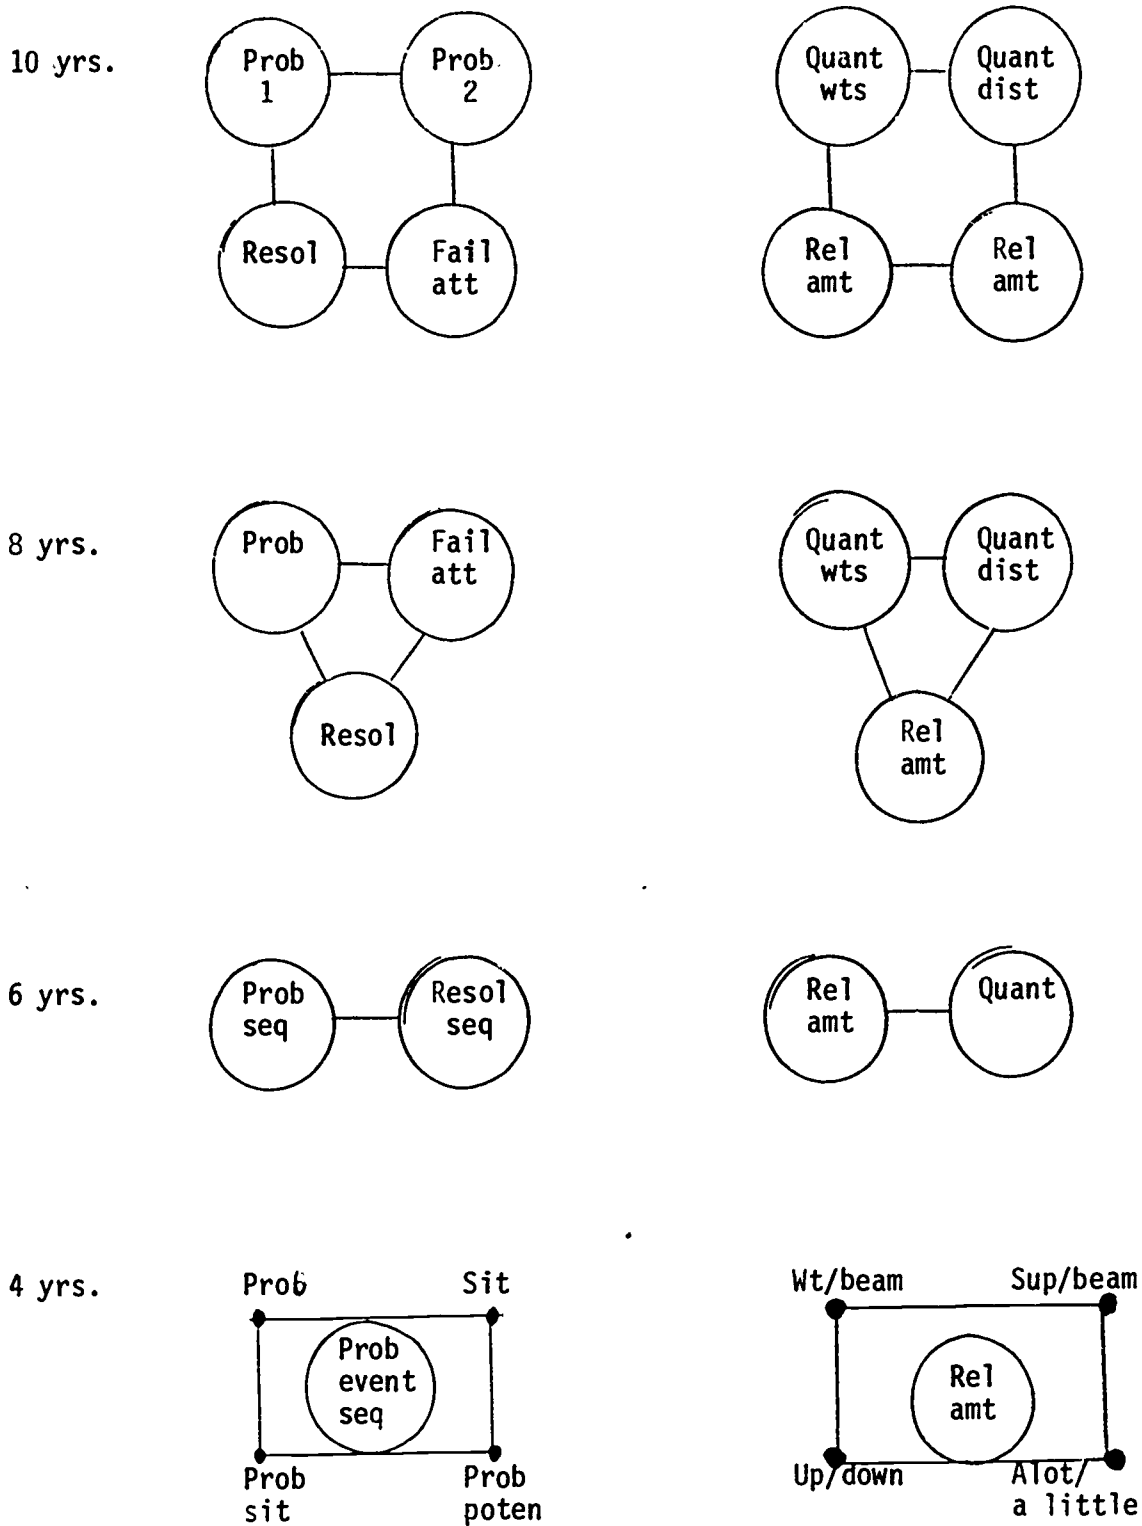 10 yrs.
Prob
1
Prob
2
Quant
wts
Quant
dist
Resol
Fail
att
Rel
amt
Rel
amt
8 yrs.
Prob
Fail
att
Quant
wts
Quant
dist
Resol
Rel
amt
6 yrs.
Prob
seq
Resol
seq
Rel
amt
Quant
4 yrs.
Prob
Sit
Wt/beam
Sup/beam
Prob
event
seq
Rel
amt
Prob
sit
Prob
poten
Up/down
Alot/
a little